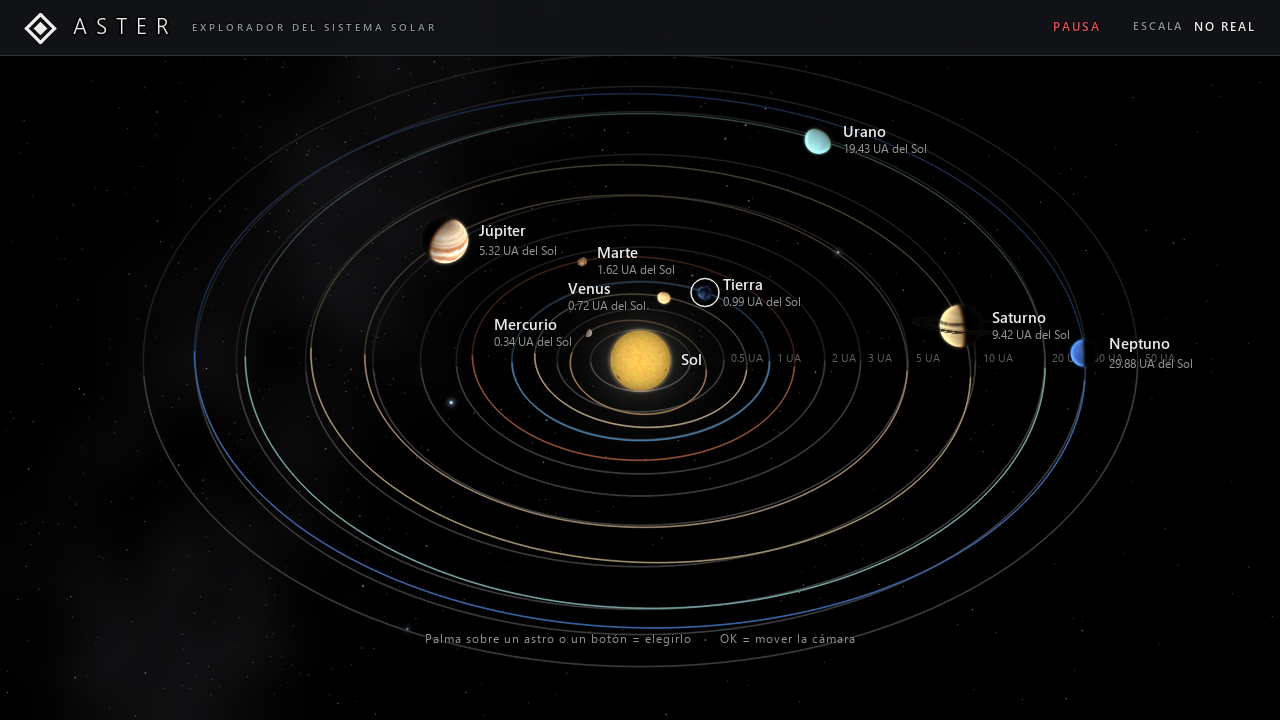 ASTER EXPLORADOR DEL SISTEMA SOLAR
PAUSA ESCALA NO REAL
Urano
19.43 UA del Sol
Júpiter
5.32 UA del Sol
Marte
1.62 UA del Sol
Tierra
0.99 UA del Sol
Venus
0.72 UA del Sol
Mercurio
0.34 UA del Sol
Saturno
9.42 UA del Sol
Neptuno
29.88 UA del Sol
Sol
0.5 UA 1 UA 2 UA 3 UA 5 UA 10 UA 20 UA 50 UA
Palma sobre un astro o un botón = elegirlo · OK = mover la cámara